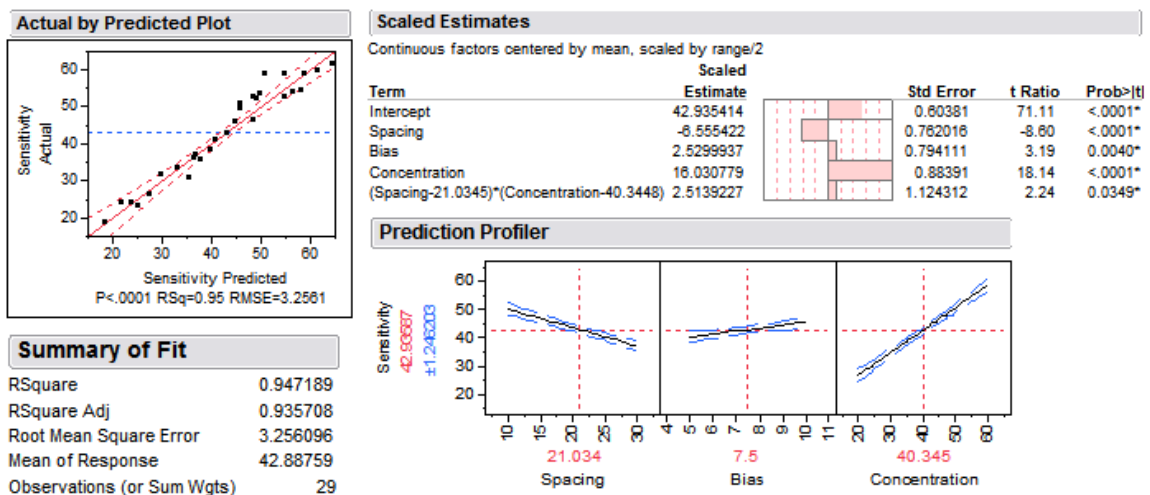 Actual by Predicted Plot
60
50
40
30
20
Sensitivity
Actual
20 30 40 50 60
Sensitivity Predicted
P<.0001 RSq=0.95 RMSE=3.2561
Summary of Fit
RSquare 0.947189
RSquare Adj 0.935708
Root Mean Square Error 3.256096
Mean of Response 42.88759
Observations (or Sum Wgts) 29
Scaled Estimates
Continuous factors centered by mean, scaled by range/2
Scaled
Term Estimate Std Error t Ratio Prob>|t|
Intercept 42.935414 0.60381 71.11 <.0001*
Spacing -6.555422 0.762016 -8.60 <.0001*
Bias 2.5299937 0.794111 3.19 0.0040*
Concentration 16.030779 0.88391 18.14 <.0001*
(Spacing-21.0345)*(Concentration-40.3448) 2.5139227 1.124312 2.24 0.0349*
Prediction Profiler
Sensitivity
±1.246203
60
50
40
30
20
10 15 20 25 30 4 5 6 7 8 9 10 11 20 30 40 50 60
21.034 7.5 40.345
Spacing Bias Concentration